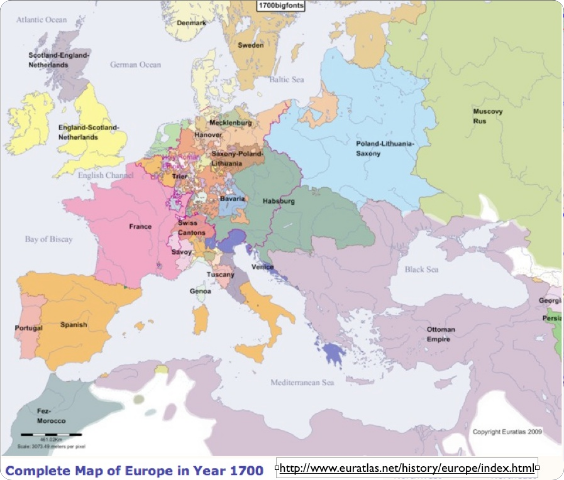 1700bigfonts
Atlantic Ocean
Denmark
Sweden
Scotland-England-
Netherlands
German Ocean
Baltic Sea
Muscovy
Rus
Mecklenburg
Hanover
England-Scotland-
Netherlands
Poland-Lithuania-
Saxony
Saxony-Poland-
Lithuania
English Channel
Trier
Bavaria
Habsburg
France
Swiss
Cantons
Bay of Biscay
Savoy
Venice
Black Sea
Tuscany
Genoa
Georgi
Persi
Portugal
Spanish
Ottoman
Empire
Mediterranean Sea
Fez-
Morocco
Copyright Euratlas 2009
Complete Map of Europe in Year 1700
http://www.euratlas.net/history/europe/index.html